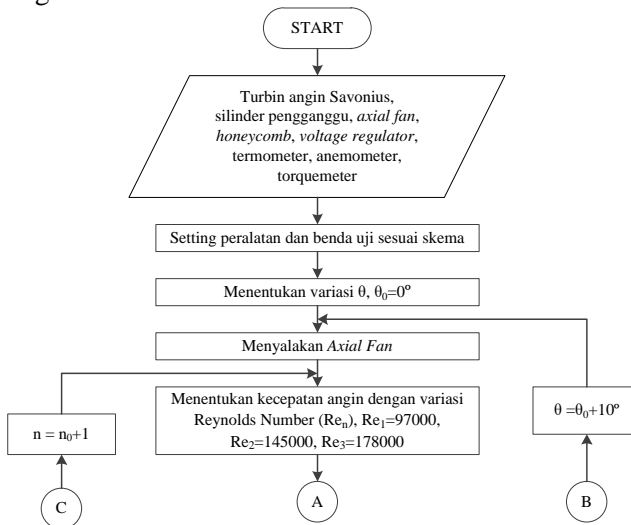 START
Turbin angin Savonius,
silinder pengganggu, axial fan,
honeycomb, voltage regulator,
termometer, anemometer,
torquemeter
Setting peralatan dan benda uji sesuai skema
Menentukan variasi θ, θ₀=0º
Menyalakan Axial Fan
Menentukan kecepatan angin dengan variasi
Reynolds Number (Reₙ), Re₁=97000,
Re₂=145000, Re₃=178000
n = n₀+1
θ =θ₀+10º
C
A
B